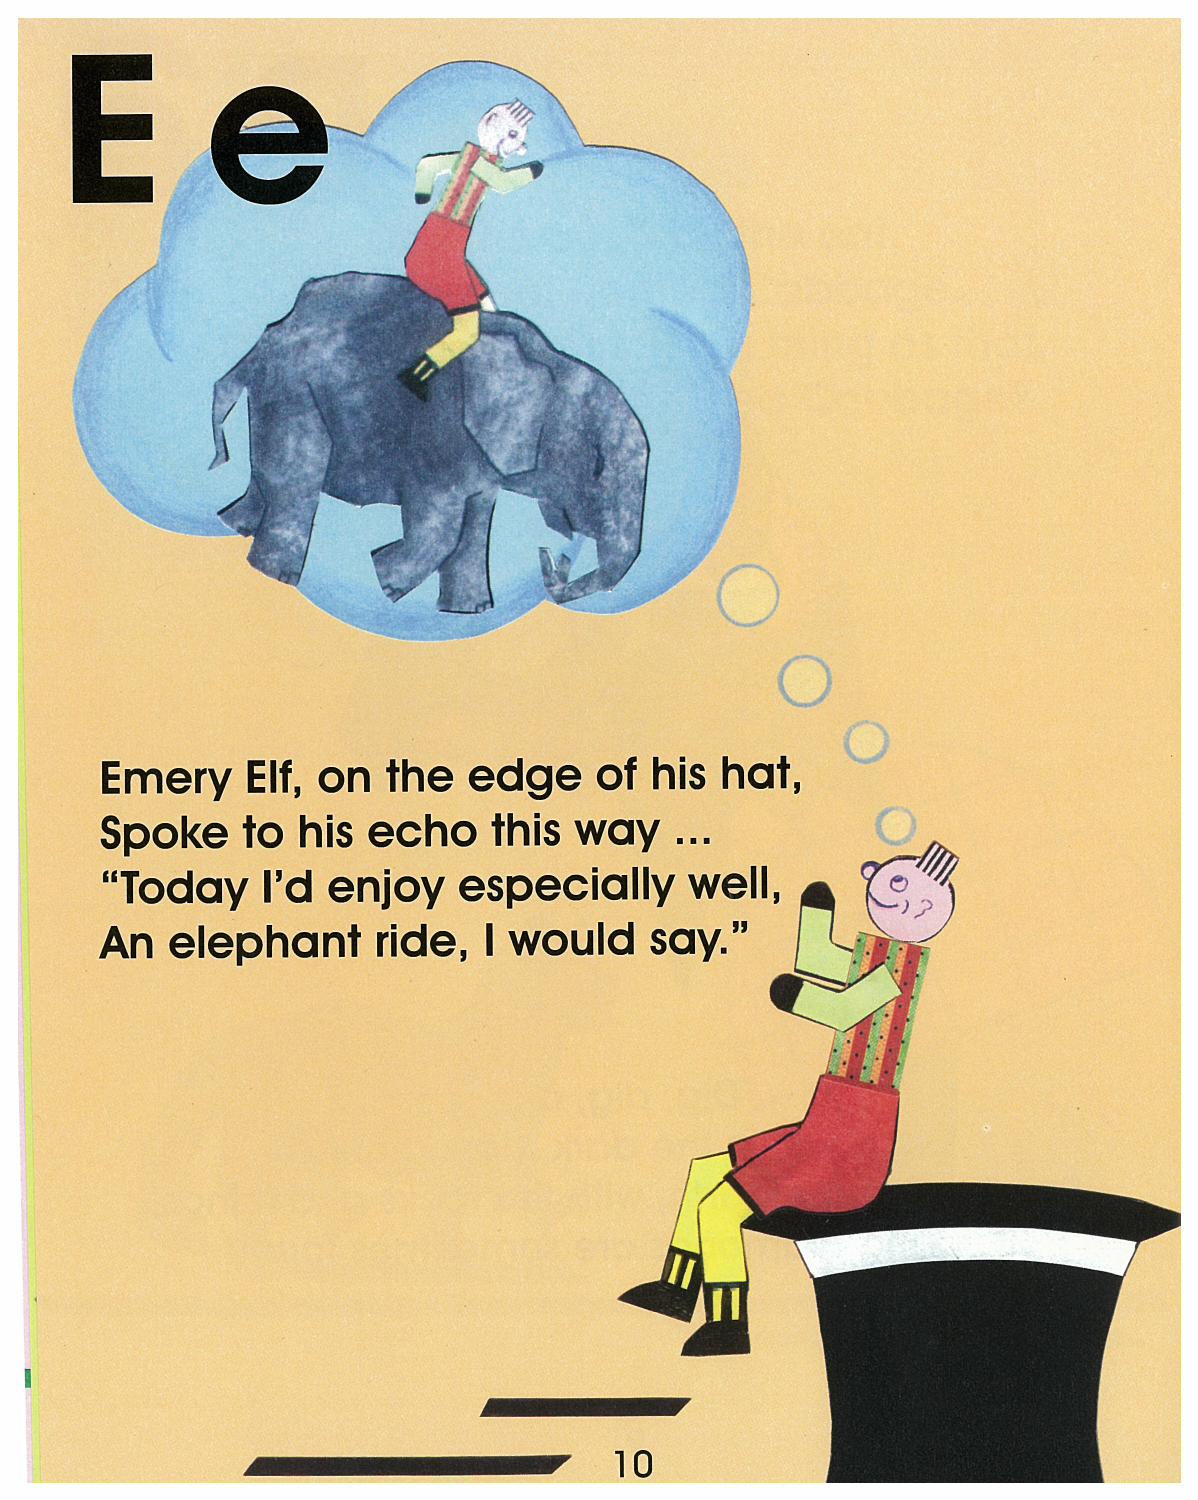 E e
Emery Elf, on the edge of his hat,
Spoke to his echo this way ...
“Today I’d enjoy especially well,
An elephant ride, I would say.”
10